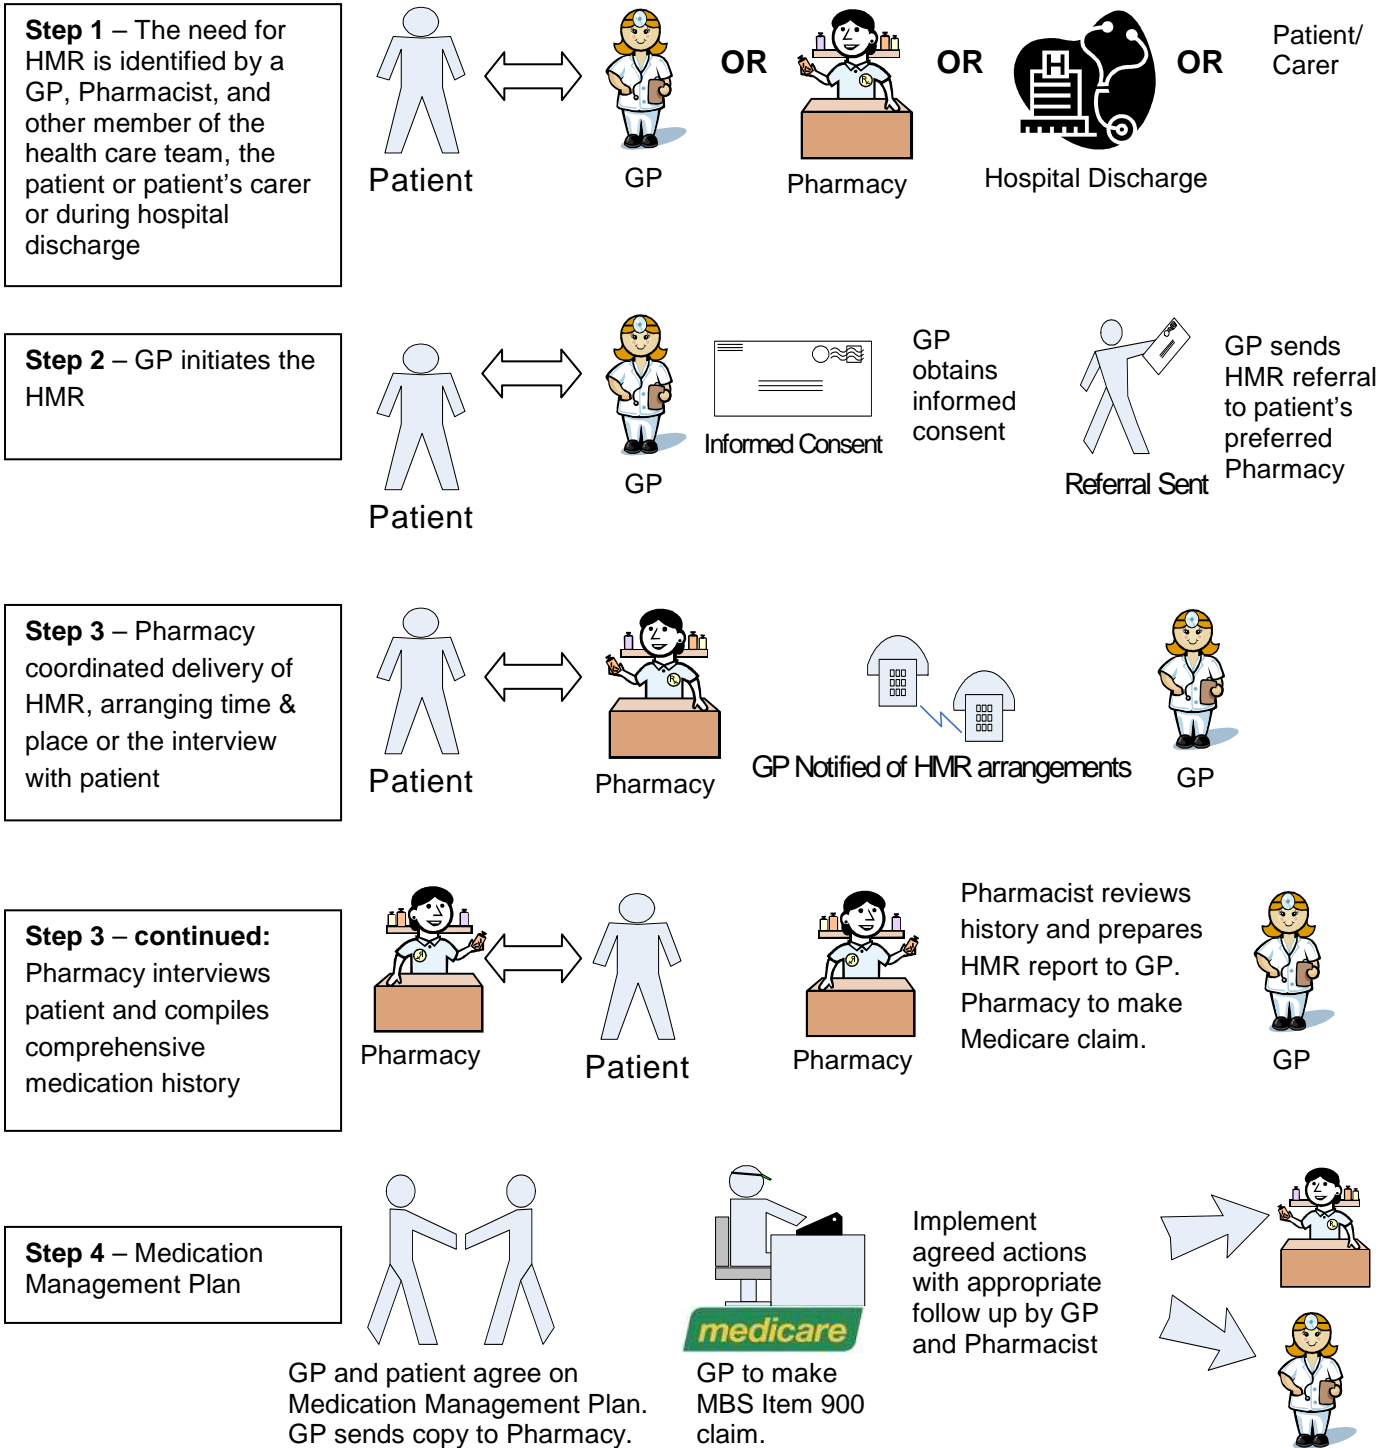 Step 1 – The need for
HMR is identified by a
GP, Pharmacist, and
other member of the
health care team, the
patient or patient's carer
or during hospital
discharge
Patient
GP
OR
Pharmacy
OR
H
Hospital Discharge
OR
Patient/
Carer
Step 2 – GP initiates the
HMR
Patient
GP
Informed Consent
GP
obtains
informed
consent
Referral Sent
GP sends
HMR referral
to patient's
preferred
Pharmacy
Step 3 – Pharmacy
coordinated delivery of
HMR, arranging time &
place or the interview
with patient
Patient
Pharmacy
GP Notified of HMR arrangements
GP
Step 3 – continued:
Pharmacy interviews
patient and compiles
comprehensive
medication history
Pharmacy
Patient
Pharmacy
Pharmacist reviews
history and prepares
HMR report to GP.
Pharmacy to make
Medicare claim.
GP
Step 4 – Medication
Management Plan
GP and patient agree on
Medication Management Plan.
GP sends copy to Pharmacy.
medicare
GP to make
MBS Item 900
claim.
Implement
agreed actions
with appropriate
follow up by GP
and Pharmacist